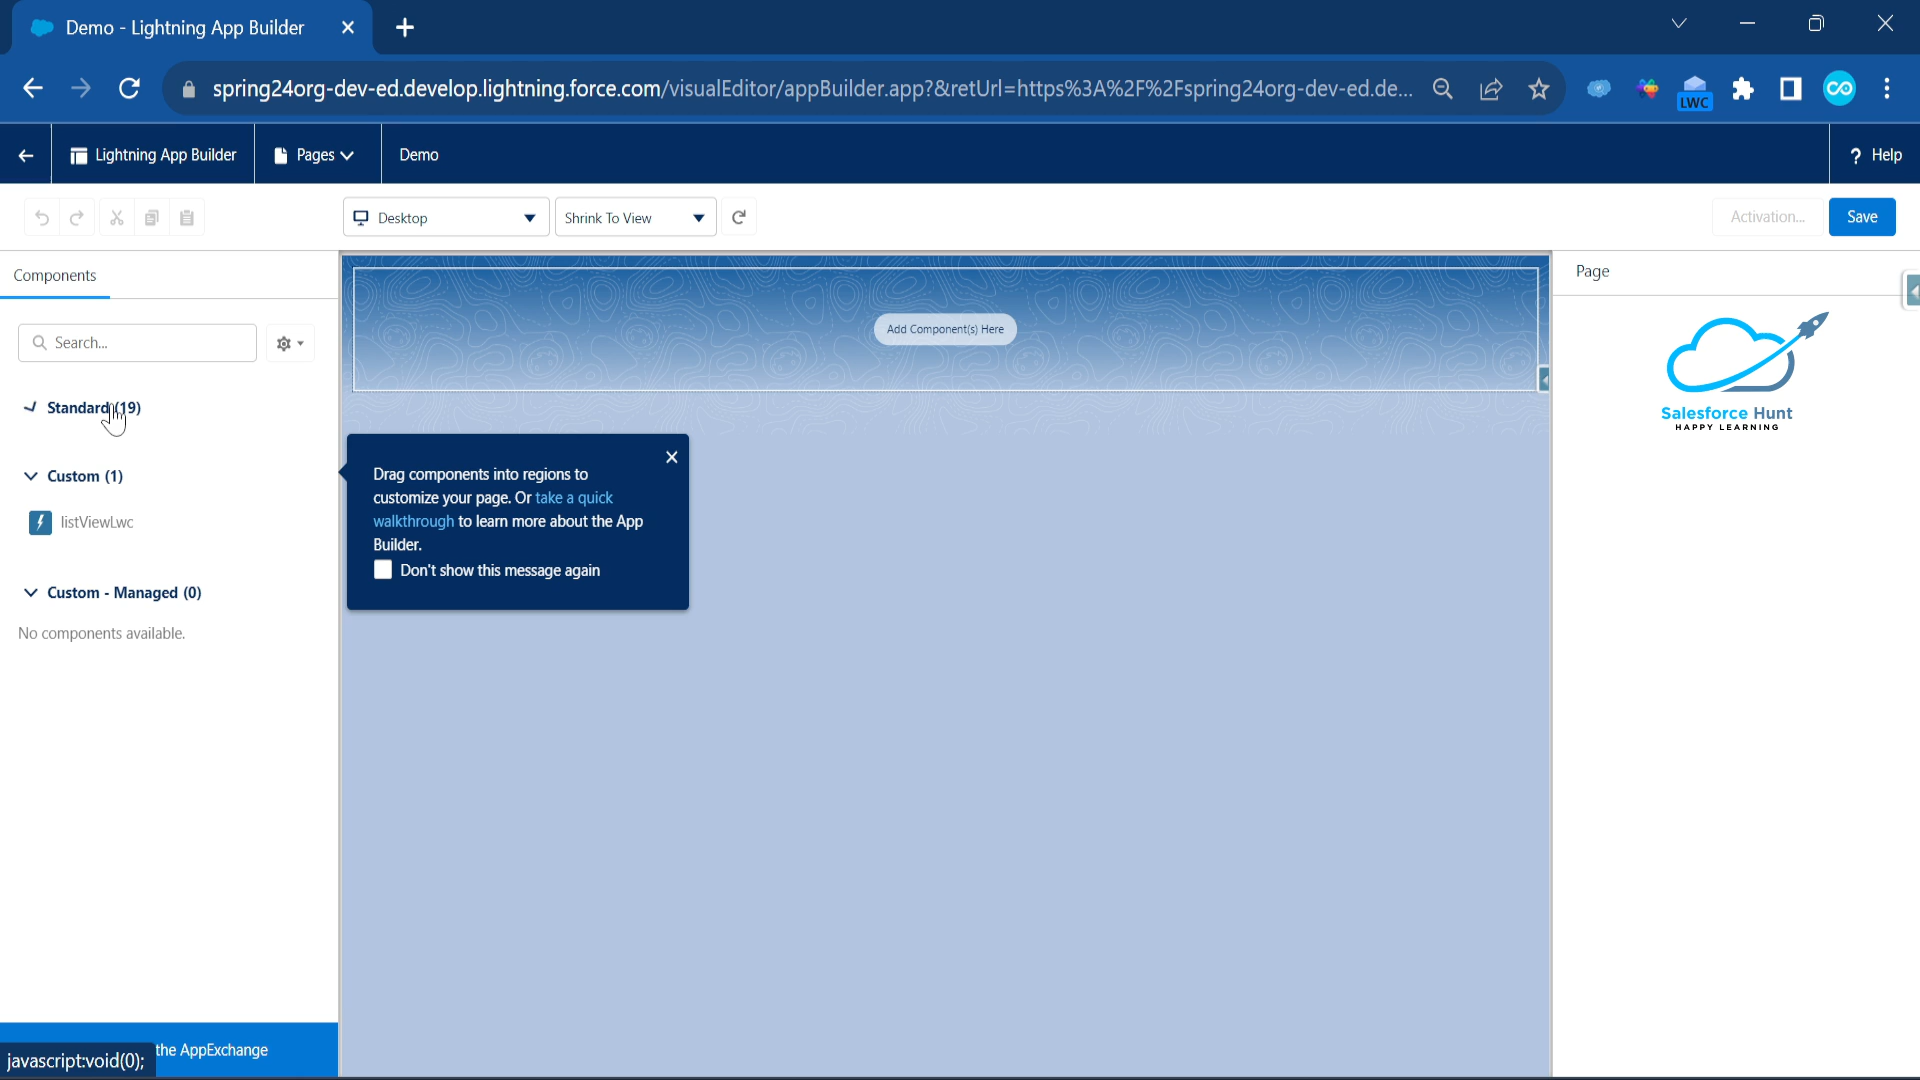 Demo - Lightning App Builder
spring24org-dev-ed.develop.lightning.force.com/visualEditor/appBuilder.app?&retUrl=https%3A%2F%2Fspring24org-dev-ed.de...
LWC
Lightning App Builder
Pages
Demo
? Help
Desktop
Shrink To View
Activation...
Save
Components
Page
Search...
Add Component(s) Here
Standard (19)
Salesforce Hunt
HAPPY LEARNING
Custom (1)
listViewLwc
Drag components into regions to
customize your page. Or take a quick
walkthrough to learn more about the App
Builder.
Don't show this message again
Custom - Managed (0)
No components available.
the AppExchange
javascript:void(0);